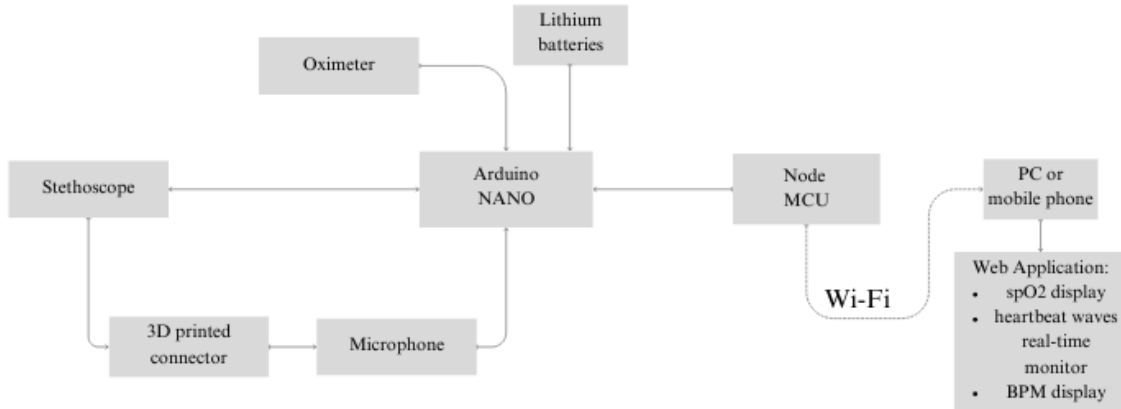 Lithium
batteries
Oximeter
Stethoscope
Arduino
NANO
Node
MCU
PC or
mobile phone
Wi-Fi
3D printed
connector
Microphone
Web Application:
• spO2 display
• heartbeat waves
real-time
monitor
• BPM display